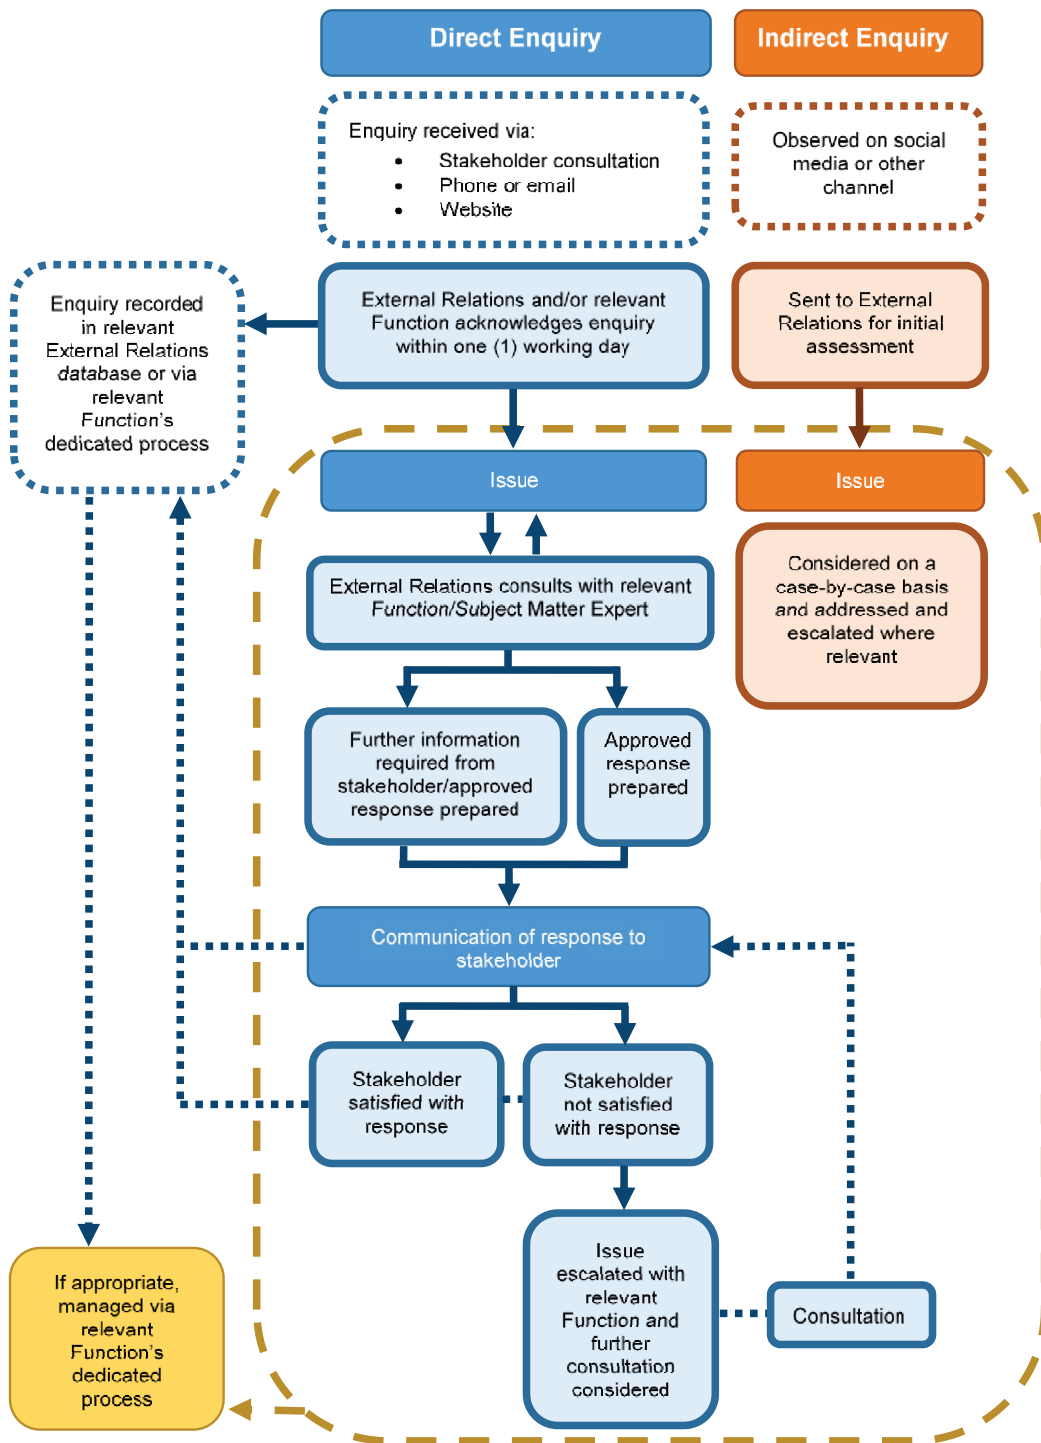 Direct Enquiry
Indirect Enquiry
Enquiry received via:
• Stakeholder consultation
• Phone or email
• Website
Observed on social
media or other
channel
Enquiry recorded
in relevant
External Relations
database or via
relevant
Function's
dedicated process
External Relations and/or relevant
Function acknowledges enquiry
within one (1) working day
Sent to External
Relations for initial
assessment
Issue
Issue
External Relations consults with relevant
Function/Subject Matter Expert
Considered on a
case-by-case basis
and addressed and
escalated where
relevant
Further information
required from
stakeholder/approved
response prepared
Approved
response
prepared
Communication of response to
stakeholder
Stakeholder
satisfied with
response
Stakeholder
not satisfied
with response
Issue
escalated with
relevant
Function and
further
consultation
considered
Consultation
If appropriate,
managed via
relevant
Function's
dedicated
process